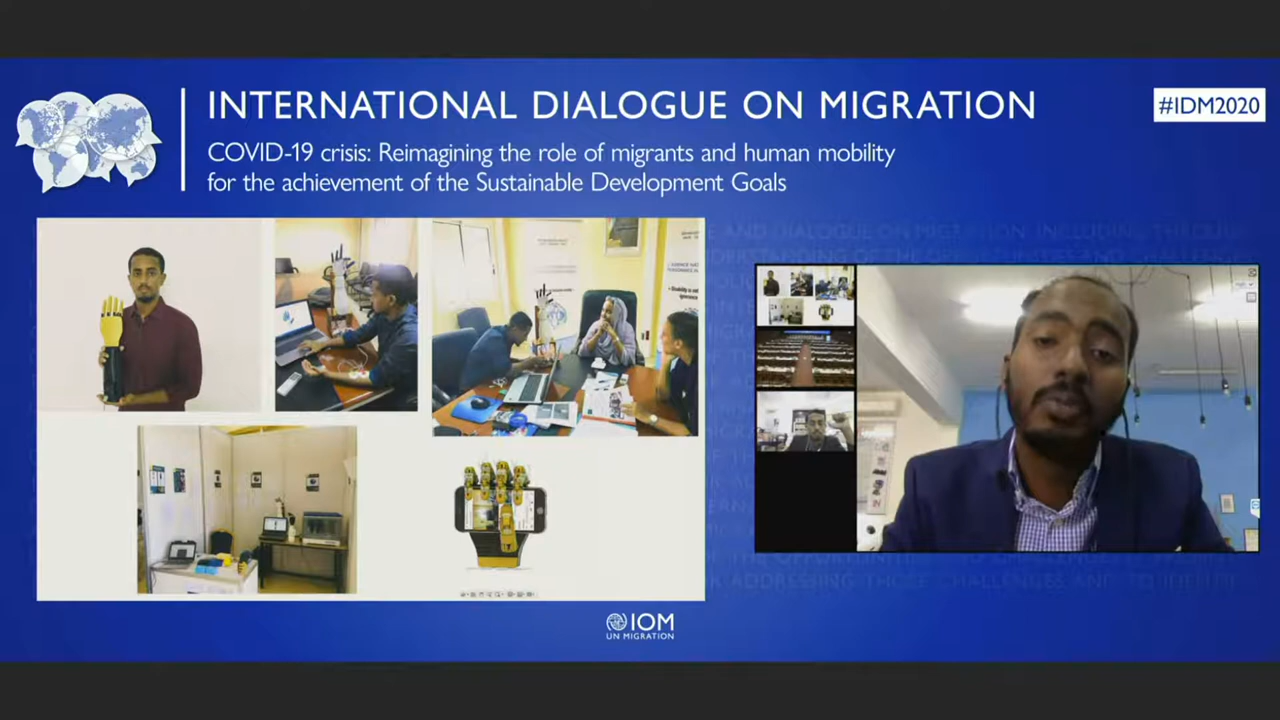 INTERNATIONAL DIALOGUE ON MIGRATION
#IDM2020
COVID-19 crisis: Reimagining the role of migrants and human mobility
for the achievement of the Sustainable Development Goals
IOM
UN MIGRATION